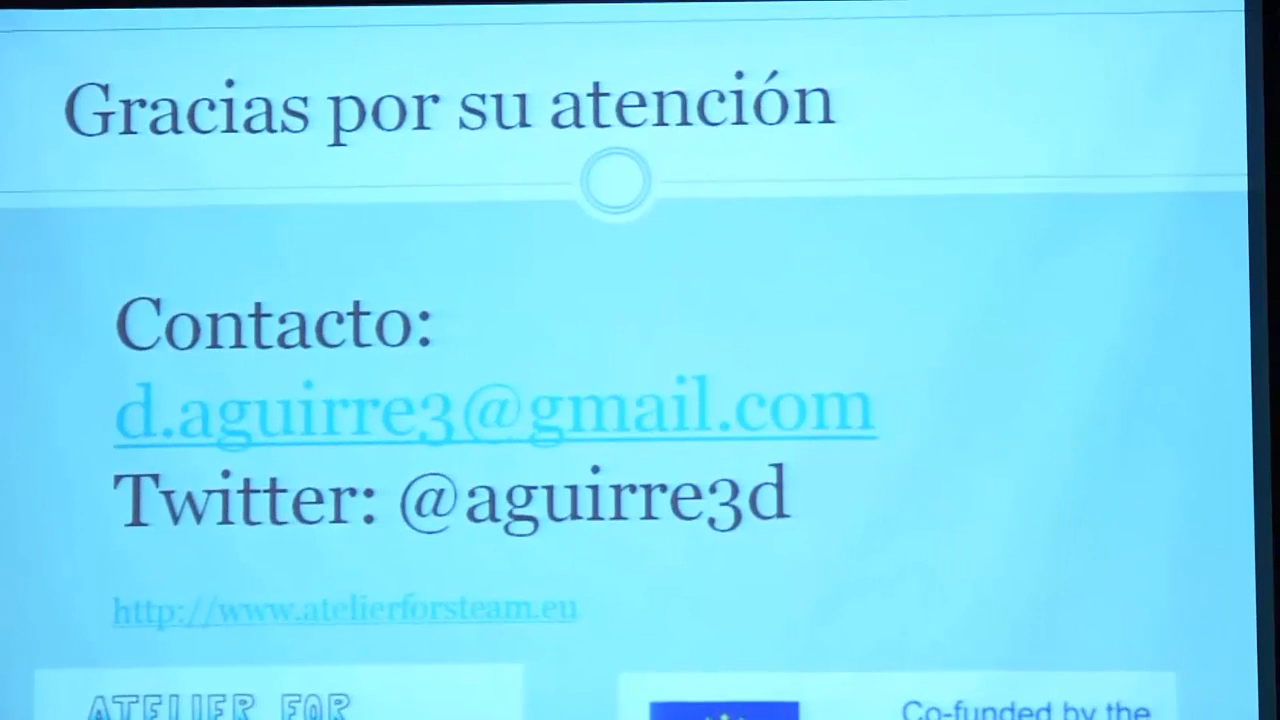 Gracias por su atención
Contacto:
d.aguirre3@gmail.com
Twitter: @aguirre3d
http://www.atelierforsteam.eu
ATELIER FOR
Co-funded by the